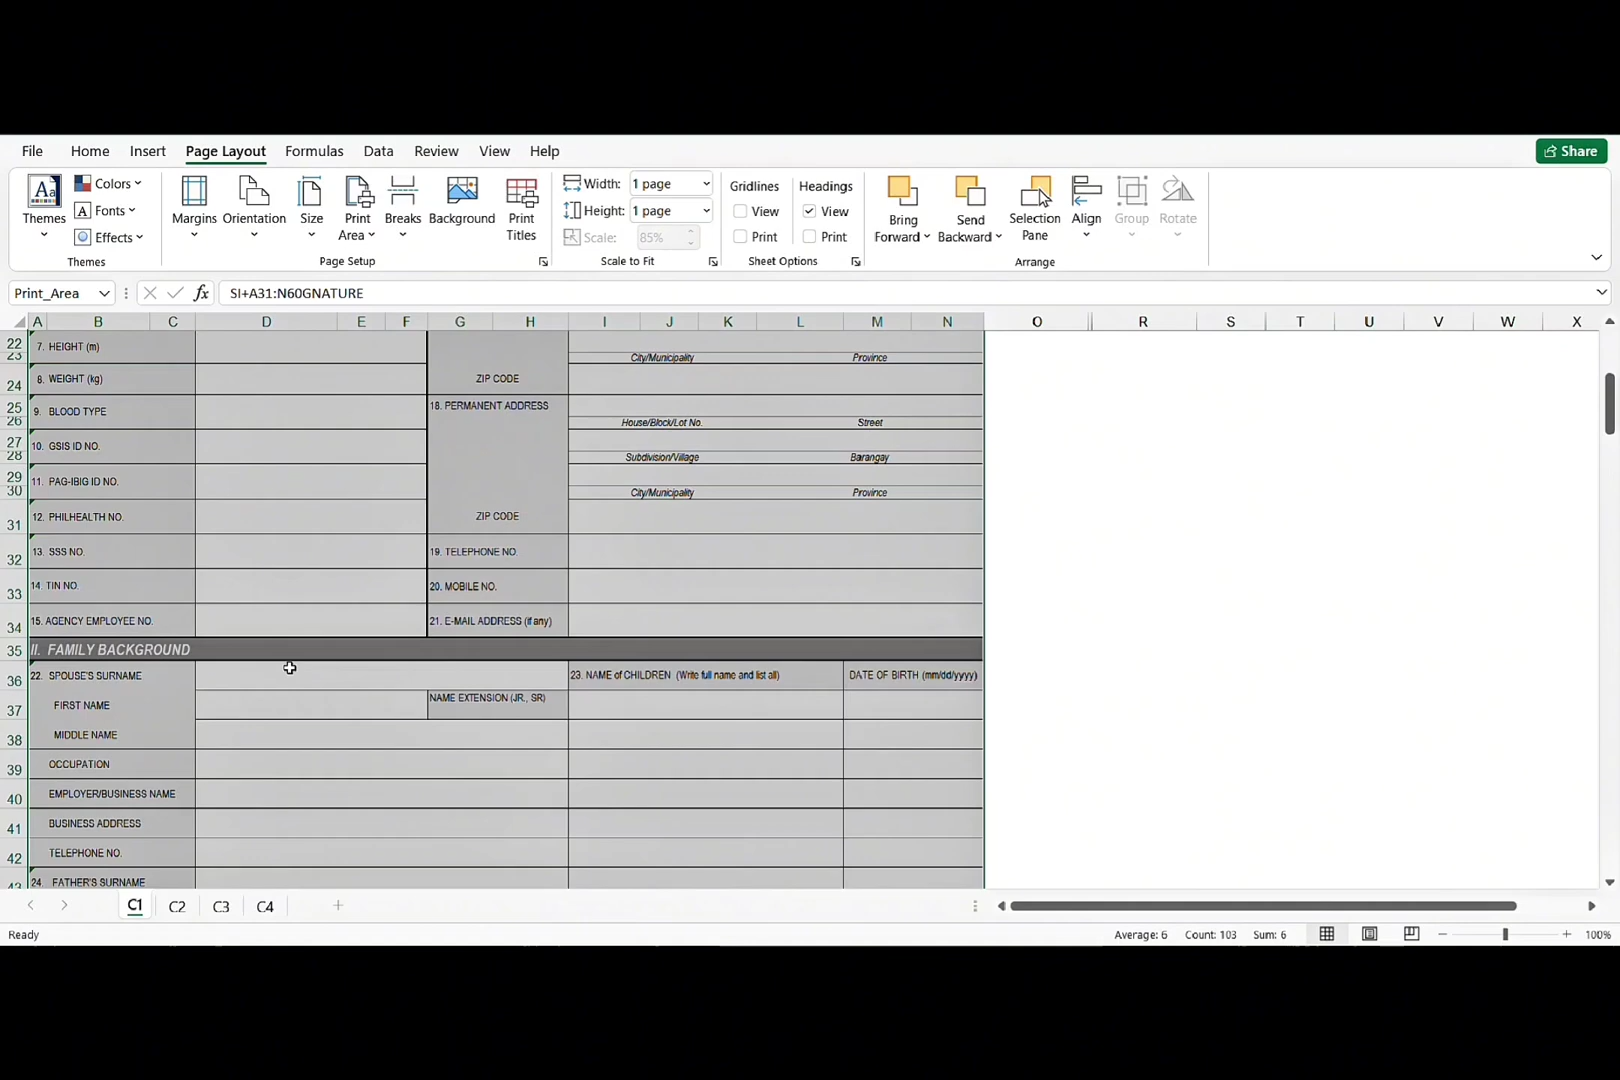 File Home Insert Page Layout Formulas Data Review View Help Share
Themes Colors Fonts Effects Themes
Margins Orientation Size Print Area Breaks Background Print Titles Page Setup
Width: 1 page Height: 1 page Scale: 85% Scale to Fit
Gridlines View Print Headings View Print Sheet Options
Bring Forward Send Backward Selection Pane Align Group Rotate Arrange
Print_Area fx SI+A31:N60GNATURE
A B C D E F G H I J K L M N O R S T U V W X
22 7. HEIGHT (m)
23 City/Municipality Province
24 8. WEIGHT (kg) ZIP CODE
25 9. BLOOD TYPE 18. PERMANENT ADDRESS
26 House/Block/Lot No. Street
27 10. GSIS ID NO.
28 Subdivision/Village Barangay
29 11. PAG-IBIG ID NO.
30 City/Municipality Province
31 12. PHILHEALTH NO. ZIP CODE
32 13. SSS NO. 19. TELEPHONE NO.
33 14. TIN NO. 20. MOBILE NO.
34 15. AGENCY EMPLOYEE NO. 21. E-MAIL ADDRESS (if any)
35 II. FAMILY BACKGROUND
36 22. SPOUSE'S SURNAME 23. NAME of CHILDREN (Write full name and list all) DATE OF BIRTH (mm/dd/yyyy)
37 FIRST NAME NAME EXTENSION (JR., SR)
38 MIDDLE NAME
39 OCCUPATION
40 EMPLOYER/BUSINESS NAME
41 BUSINESS ADDRESS
42 TELEPHONE NO.
43 24. FATHER'S SURNAME
C1 C2 C3 C4
Ready Average: 6 Count: 103 Sum: 6 100%